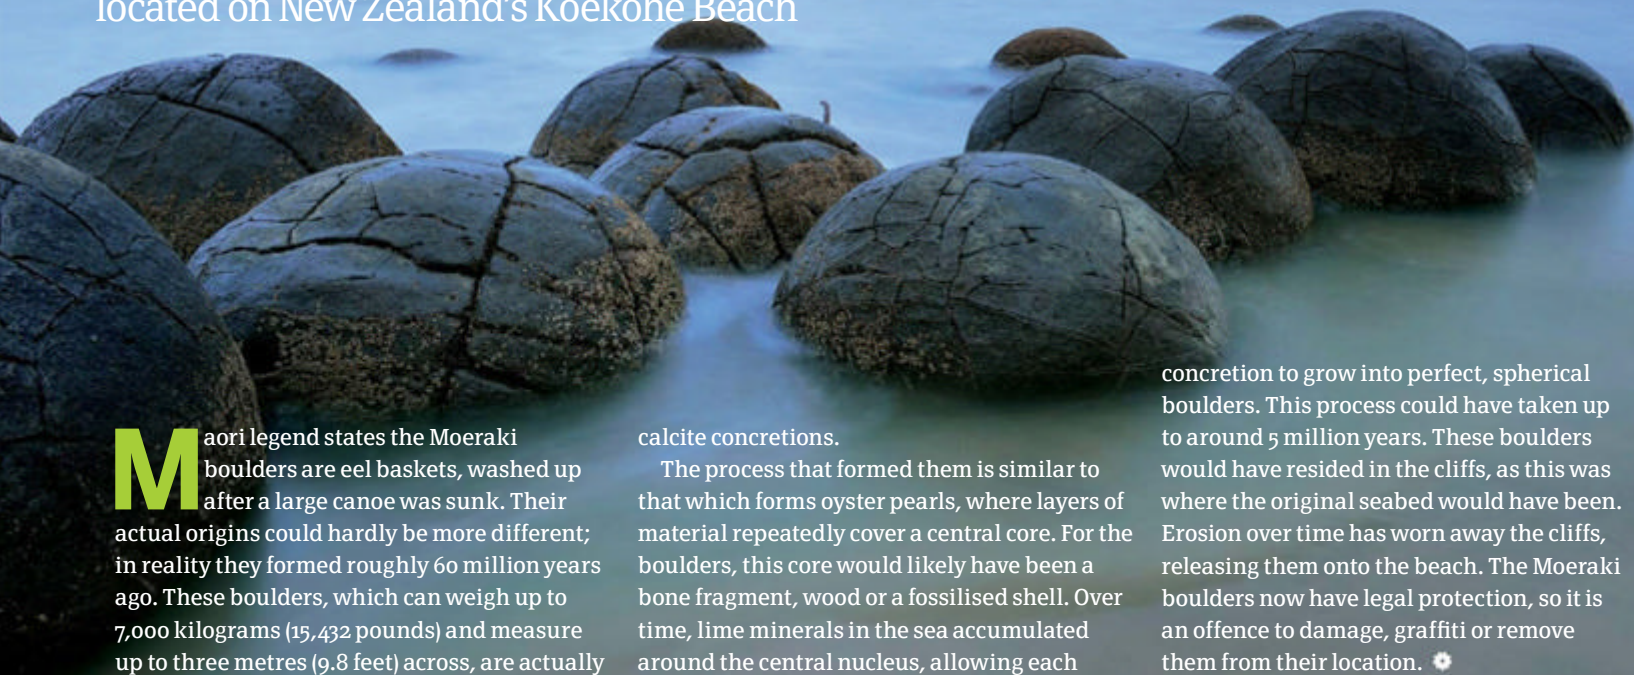 located on New Zealand's Koekohe Beach
Maori legend states the Moeraki
boulders are eel baskets, washed up
after a large canoe was sunk. Their
actual origins could hardly be more different;
in reality they formed roughly 60 million years
ago. These boulders, which can weigh up to
7,000 kilograms (15,432 pounds) and measure
up to three metres (9.8 feet) across, are actually
calcite concretions.
The process that formed them is similar to
that which forms oyster pearls, where layers of
material repeatedly cover a central core. For the
boulders, this core would likely have been a
bone fragment, wood or a fossilised shell. Over
time, lime minerals in the sea accumulated
around the central nucleus, allowing each
concretion to grow into perfect, spherical
boulders. This process could have taken up
to around 5 million years. These boulders
would have resided in the cliffs, as this was
where the original seabed would have been.
Erosion over time has worn away the cliffs,
releasing them onto the beach. The Moeraki
boulders now have legal protection, so it is
an offence to damage, graffiti or remove
them from their location.